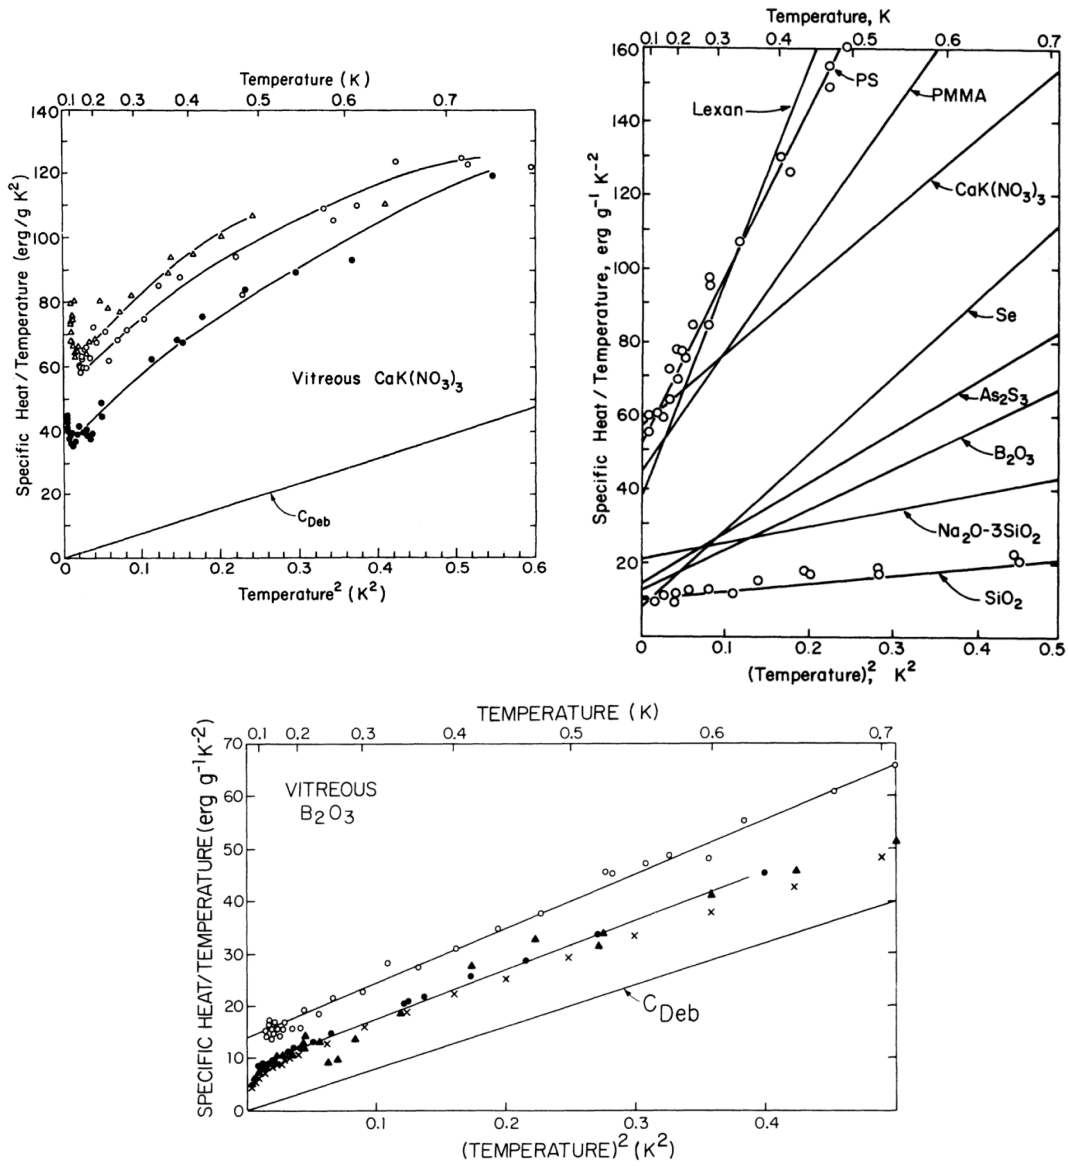 Temperature (K)
0.1 0.2 0.3 0.4 0.5 0.6 0.7
140
120
100
80
60
40
20
0
Specific Heat / Temperature (erg/g K²)
Vitreous CaK(NO₃)₃
C_Deb
0 0.1 0.2 0.3 0.4 0.5 0.6
Temperature² (K²)
Temperature, K
0.1 0.2 0.3 0.4 0.5 0.6 0.7
160
140
120
100
80
60
40
20
Specific Heat / Temperature, erg g⁻¹ K⁻²
Lexan
PS
PMMA
CaK(NO₃)₃
Se
As₂S₃
B₂O₃
Na₂O-3SiO₂
SiO₂
0 0.1 0.2 0.3 0.4 0.5
(Temperature)², K²
TEMPERATURE (K)
0.1 0.2 0.3 0.4 0.5 0.6 0.7
70
60
50
40
30
20
10
0
SPECIFIC HEAT/TEMPERATURE (erg g⁻¹K⁻²)
VITREOUS
B₂O₃
C_Deb
0.1 0.2 0.3 0.4
(TEMPERATURE)² (K²)